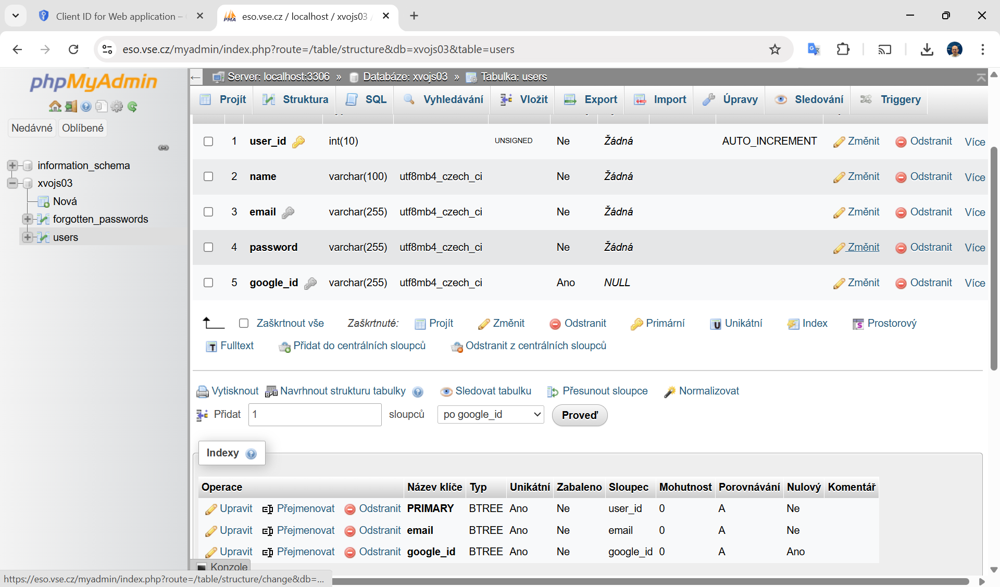 Client ID for Web application –
eso.vse.cz / localhost / xvojs03 /
eso.vse.cz/myadmin/index.php?route=/table/structure&db=xvojs03&table=users
phpMyAdmin
Nedávné Oblíbené
information_schema
xvojs03
Nová
forgotten_passwords
users
Server: localhost:3306 » Databáze: xvojs03 » Tabulka: users
Projít Struktura SQL Vyhledávání Vložit Export Import Úpravy Sledování Triggery
1 user_id int(10) UNSIGNED Ne Žádná AUTO_INCREMENT Změnit Odstranit Více
2 name varchar(100) utf8mb4_czech_ci Ne Žádná Změnit Odstranit Více
3 email varchar(255) utf8mb4_czech_ci Ne Žádná Změnit Odstranit Více
4 password varchar(255) utf8mb4_czech_ci Ne Žádná Změnit Odstranit Více
5 google_id varchar(255) utf8mb4_czech_ci Ano NULL Změnit Odstranit Více
Zaškrtnout vše Zaškrtnuté: Projít Změnit Odstranit Primární Unikátní Index Prostorový
Fulltext Přidat do centrálních sloupců Odstranit z centrálních sloupců
Vytisknout Navrhnout strukturu tabulky Sledovat tabulku Přesunout sloupce Normalizovat
Přidat 1 sloupců po google_id Proveď
Indexy
Operace Název klíče Typ Unikátní Zabaleno Sloupec Mohutnost Porovnávání Nulový Komentář
Upravit Přejmenovat Odstranit PRIMARY BTREE Ano Ne user_id 0 A Ne
Upravit Přejmenovat Odstranit email BTREE Ano Ne email 0 A Ne
Upravit Přejmenovat Odstranit google_id BTREE Ano Ne google_id 0 A Ano
Konzole
https://eso.vse.cz/myadmin/index.php?route=/table/structure/change&db=...